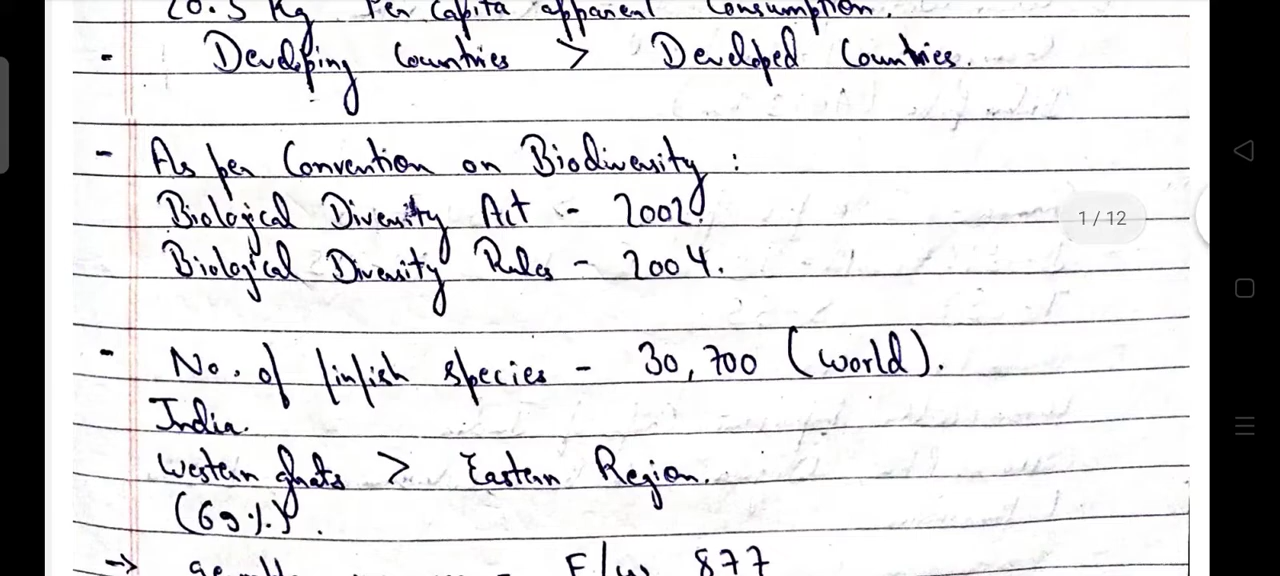 20.5 Kg Per Capita apparent Consumption.
- Developing Countries > Developed Countries.
- As per Convention on Biodiversity :
Biological Diversity Act - 2002.
Biological Diversity Rules - 2004.
1 / 12
- No. of finfish species - 30,700 (world).
India.
Western ghats > Eastern Region.
(69%).
→ F/w 877